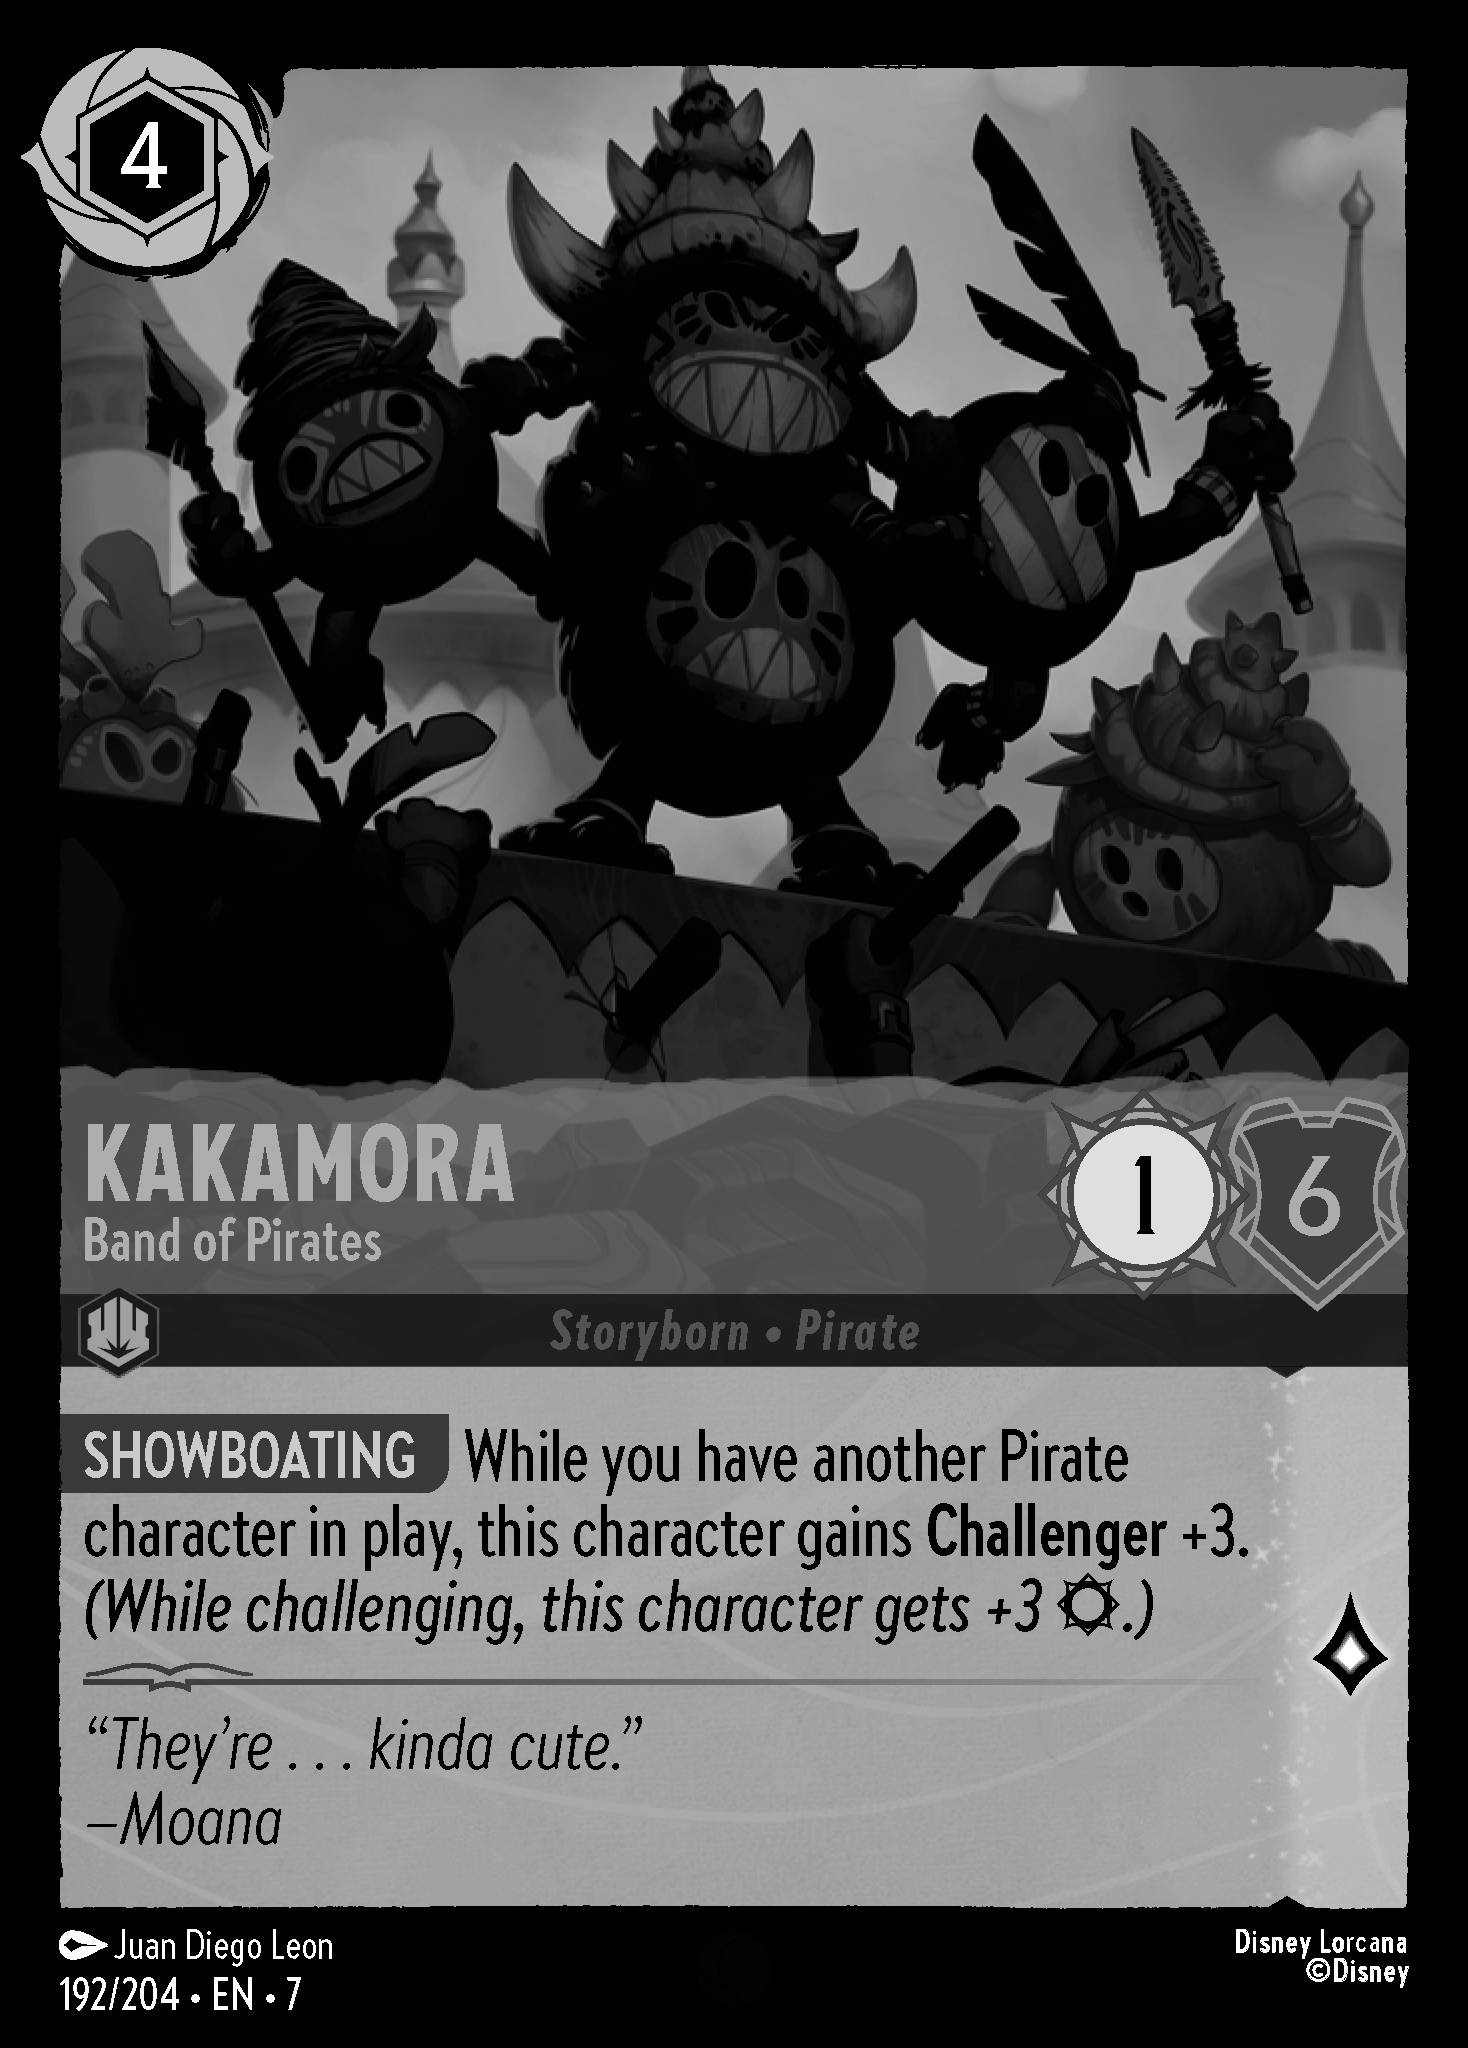 4
KAKAMORA
Band of Pirates
1 6
Storyborn • Pirate
SHOWBOATING While you have another Pirate
character in play, this character gains Challenger +3.
(While challenging, this character gets +3 .)
“They’re . . . kinda cute.”
–Moana
Juan Diego Leon
192/204 • EN • 7
Disney Lorcana
©Disney